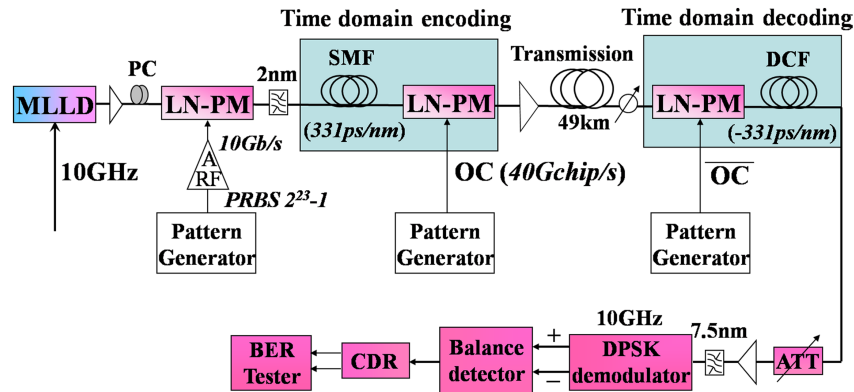 Time domain encoding
Time domain decoding
PC
2nm
SMF
Transmission
DCF
MLLD
LN-PM
LN-PM
LN-PM
(331ps/nm)
49km
(-331ps/nm)
10GHz
10Gb/s
A
RF
PRBS 2²³-1
OC (40Gchip/s)
O̅C̅
Pattern
Generator
Pattern
Generator
Pattern
Generator
10GHz
7.5nm
BER
Tester
CDR
Balance
detector
+
−
DPSK
demodulator
ATT